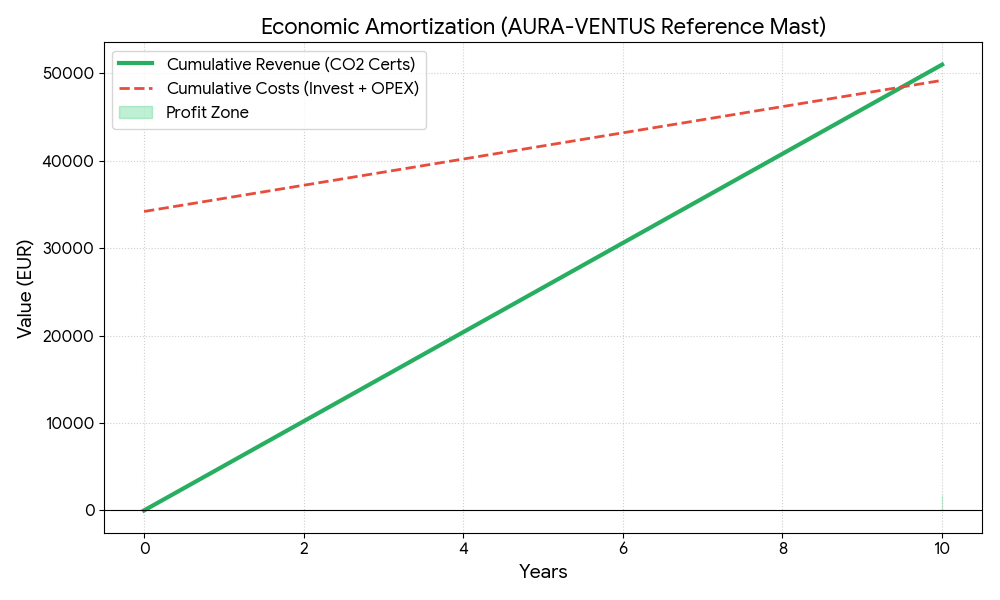 Economic Amortization (AURA-VENTUS Reference Mast)
Cumulative Revenue (CO2 Certs)
Cumulative Costs (Invest + OPEX)
Profit Zone
Value (EUR)
50000
40000
30000
20000
10000
0
0 2 4 6 8 10
Years